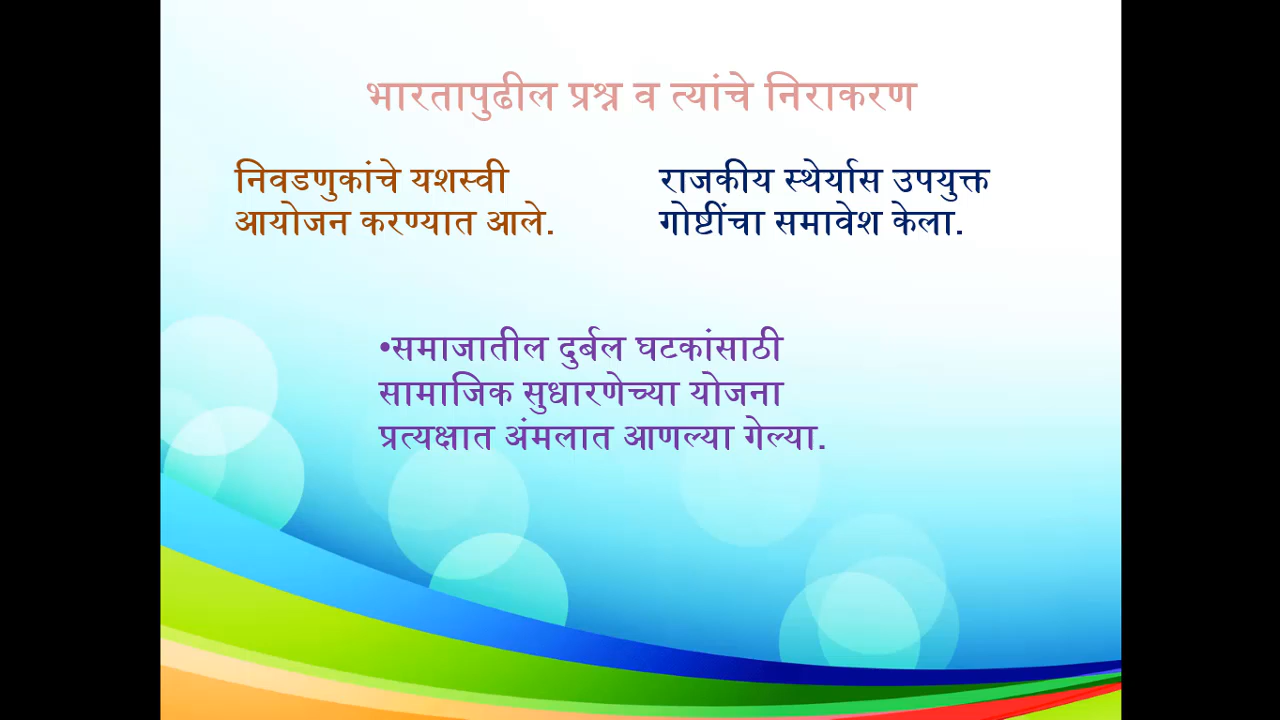 भारतापुढील प्रश्न व त्यांचे निराकरण
निवडणुकांचे यशस्वी
आयोजन करण्यात आले.
राजकीय स्थेर्यास उपयुक्त
गोष्टींचा समावेश केला.
•समाजातील दुर्बल घटकांसाठी
सामाजिक सुधारणेच्या योजना
प्रत्यक्षात अंमलात आणल्या गेल्या.